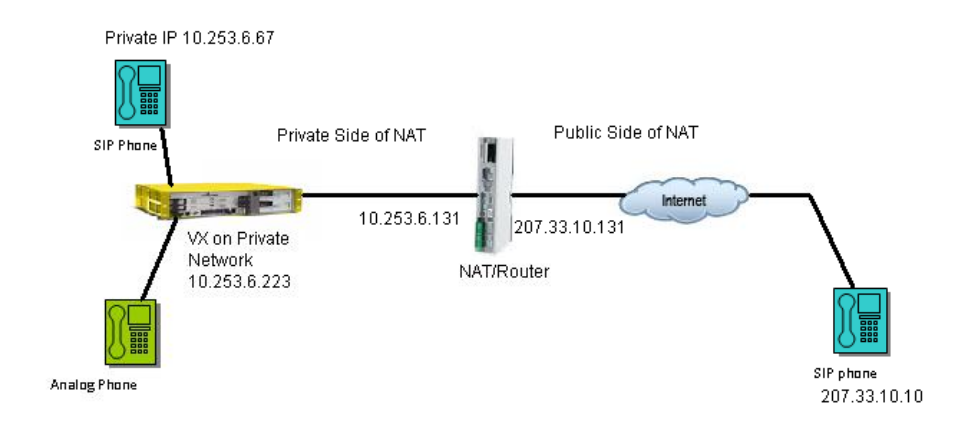 Private IP 10.253.6.67
SIP Phone
Private Side of NAT
Public Side of NAT
Internet
10.253.6.131
207.33.10.131
VX on Private
Network
10.253.6.223
NAT/Router
Analog Phone
SIP phone
207.33.10.10